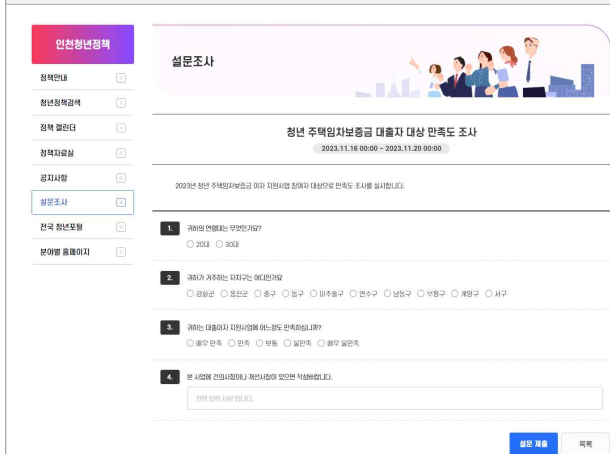 인천청년정책
정책안내
청년정책검색
정책 캘린더
정책자료실
공지사항
설문조사
전국 청년포털
분야별 홈페이지
설문조사
청년 주택임차보증금 대출자 대상 만족도 조사
2023.11.16 00:00 ~ 2023.11.20 00:00
2023년 청년 주택임차보증금 이자 지원사업 참여자 대상으로 만족도 조사를 실시합니다.
1. 귀하의 연령대는 무엇인가요?
20대 30대
2. 귀하가 거주하는 자치구는 어디인가요
강화군 옹진군 중구 동구 미추홀구 연수구 남동구 부평구 계양구 서구
3. 귀하는 대출이자 지원사업에 어느정도 만족하십니까?
매우 만족 만족 보통 불만족 매우 불만족
4. 본 사업에 건의사항이나 개선사항이 있으면 작성바랍니다.
선택 입력 사항 입니다.
설문 제출 목록